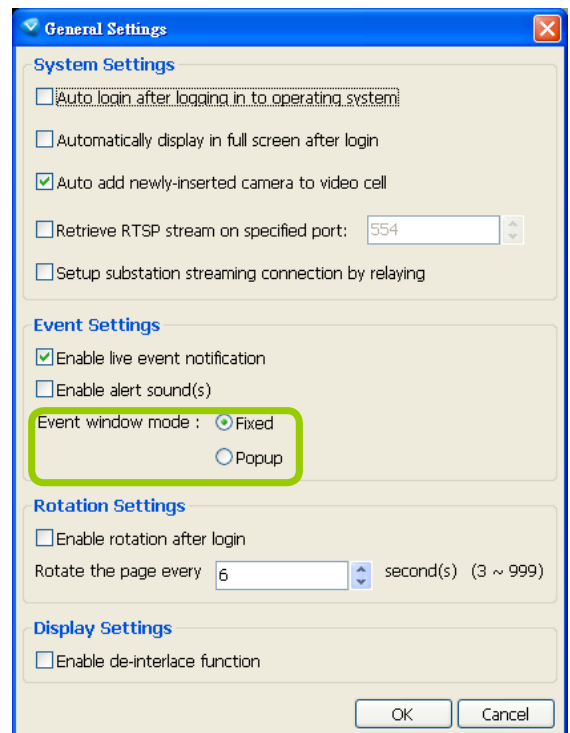 General Settings
System Settings
Auto login after logging in to operating system
Automatically display in full screen after login
Auto add newly-inserted camera to video cell
Retrieve RTSP stream on specified port: 554
Setup substation streaming connection by relaying
Event Settings
Enable live event notification
Enable alert sound(s)
Event window mode : Fixed
Popup
Rotation Settings
Enable rotation after login
Rotate the page every 6 second(s) (3 ~ 999)
Display Settings
Enable de-interlace function
OK Cancel